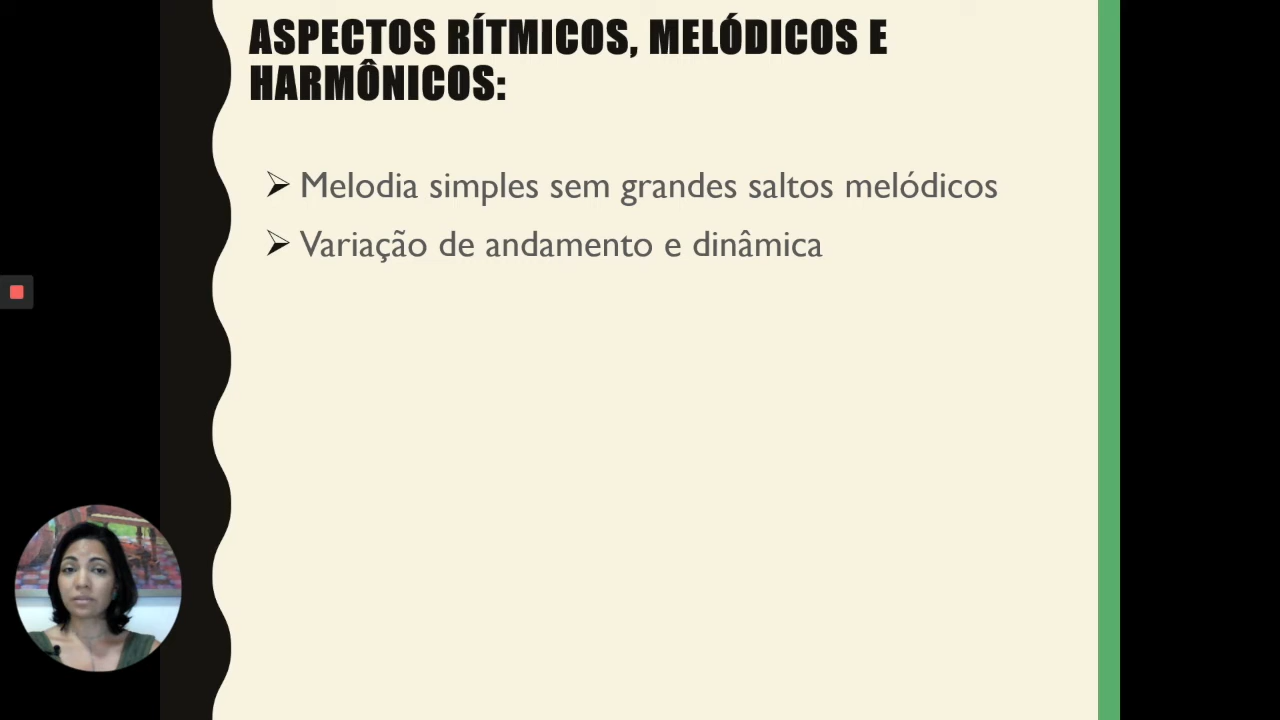 ASPECTOS RÍTMICOS, MELÓDICOS E
HARMÔNICOS:
Melodia simples sem grandes saltos melódicos
Variação de andamento e dinâmica